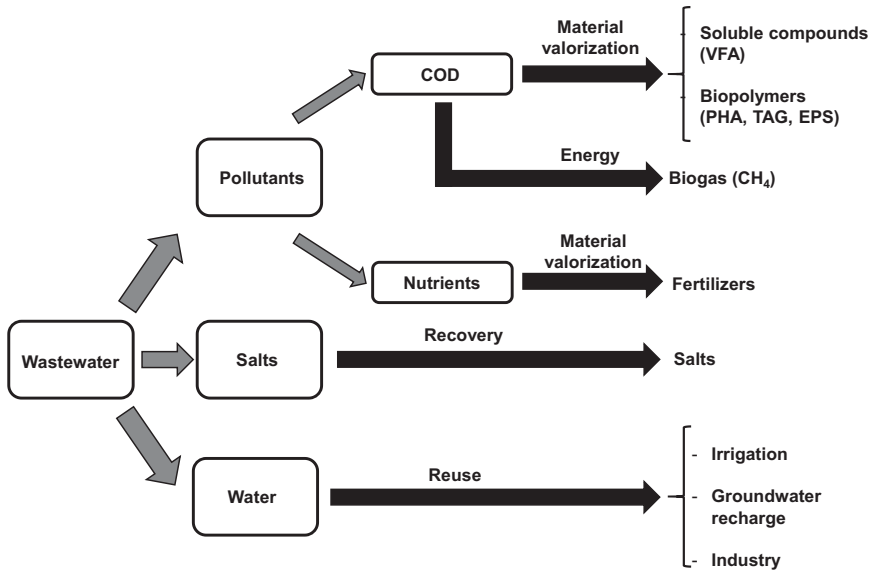 Material
valorization
- Soluble compounds
(VFA)
COD
- Biopolymers
(PHA, TAG, EPS)
Energy
Pollutants
Biogas (CH₄)
Material
valorization
Nutrients
Fertilizers
Recovery
Wastewater
Salts
Salts
- Irrigation
Reuse
Water
- Groundwater
recharge
- Industry